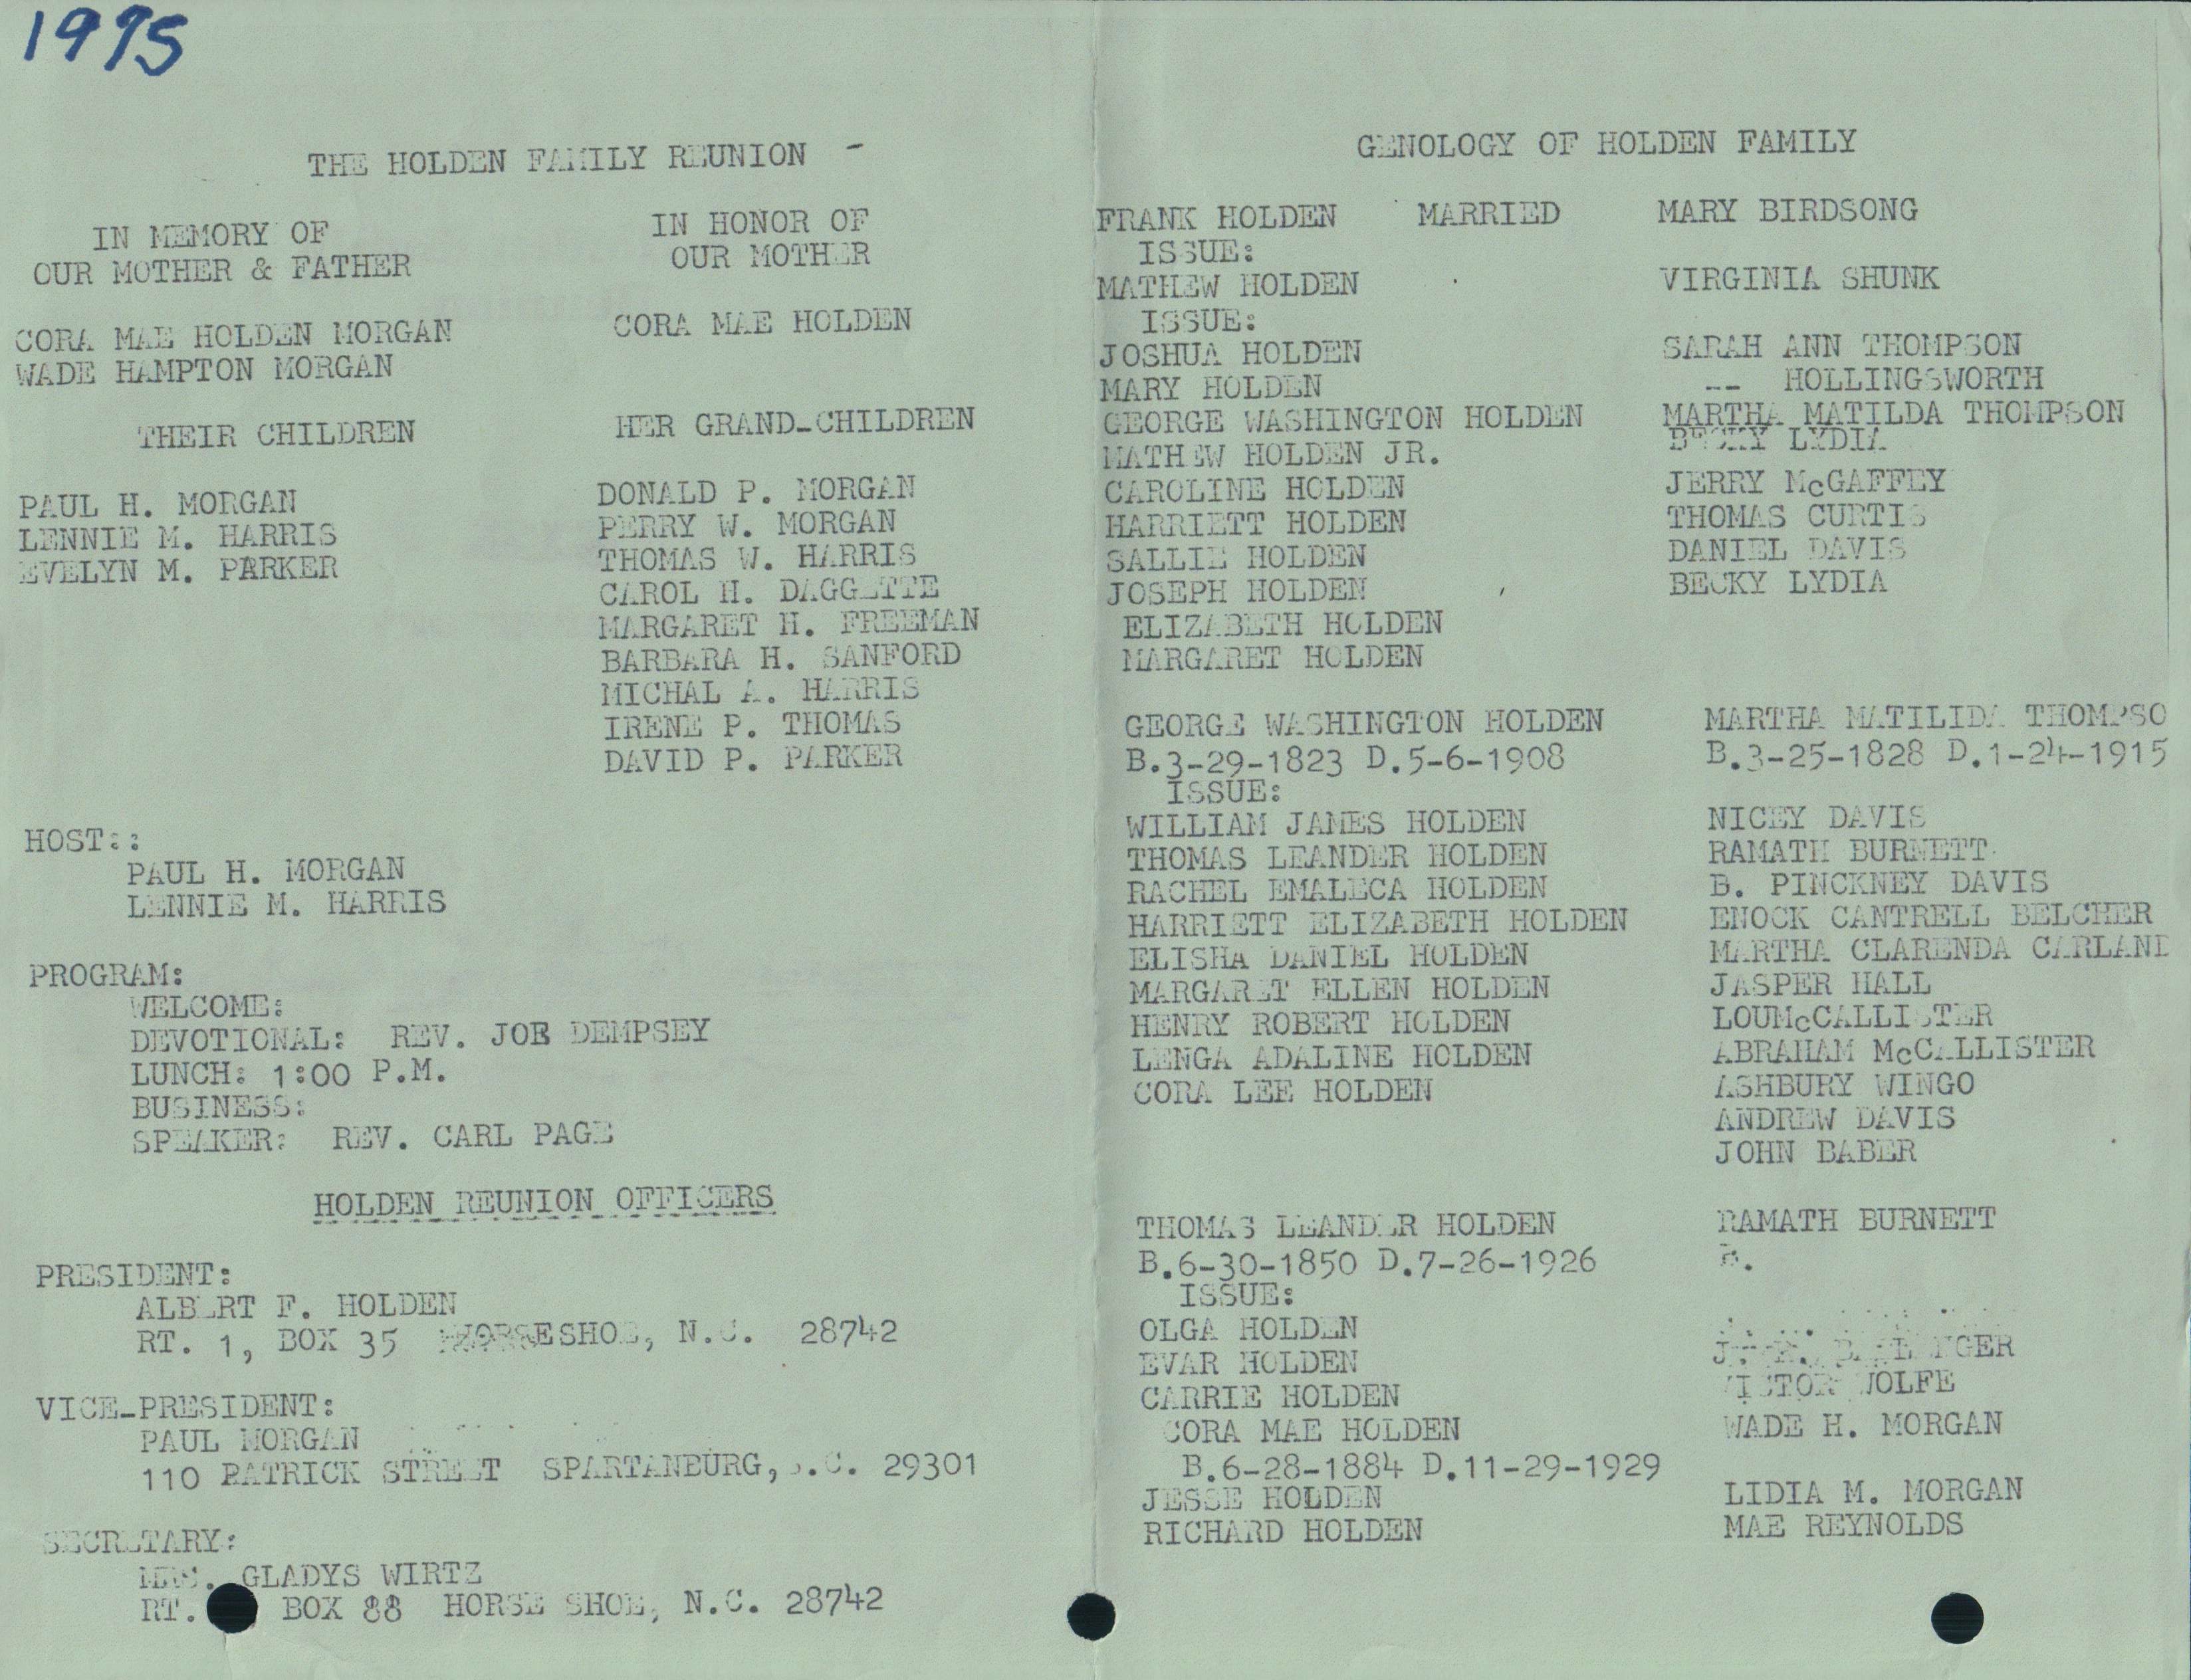 1975
THE HOLDEN FAMILY REUNION -
IN MEMORY OF
OUR MOTHER & FATHER
CORA MAE HOLDEN MORGAN
WADE HAMPTON MORGAN
THEIR CHILDREN
PAUL H. MORGAN
LENNIE M. HARRIS
EVELYN M. PARKER
IN HONOR OF
OUR MOTHER
CORA MAE HOLDEN
HER GRAND-CHILDREN
DONALD P. MORGAN
PERRY W. MORGAN
THOMAS W. HARRIS
CAROL H. DAGGETTE
MARGARET H. FREEMAN
BARBARA H. SANFORD
MICHAL A. HARRIS
IRENE P. THOMAS
DAVID P. PARKER
HOST::
PAUL H. MORGAN
LENNIE M. HARRIS
PROGRAM:
WELCOME:
DEVOTIONAL: REV. JOE DEMPSEY
LUNCH: 1:00 P.M.
BUSINESS:
SPEAKER: REV. CARL PAGE
HOLDEN REUNION OFFICERS
PRESIDENT:
ALBERT F. HOLDEN
RT. 1, BOX 35 HORSESHOE, N.C. 28742
VICE-PRESIDENT:
PAUL MORGAN
110 PATRICK STREET SPARTANBURG, S.C. 29301
SECRETARY:
MRS. GLADYS WIRTZ
RT. BOX 88 HORSE SHOE, N.C. 28742
GENOLOGY OF HOLDEN FAMILY
FRANK HOLDEN MARRIED MARY BIRDSONG
ISSUE:
MATHEW HOLDEN VIRGINIA SHUNK
ISSUE:
JOSHUA HOLDEN SARAH ANN THOMPSON
MARY HOLDEN -- HOLLINGSWORTH
GEORGE WASHINGTON HOLDEN MARTHA MATILDA THOMPSON
MATHEW HOLDEN JR. BECKY LYDIA
CAROLINE HOLDEN JERRY McGAFFEY
HARRIETT HOLDEN THOMAS CURTIS
SALLIE HOLDEN DANIEL DAVIS
JOSEPH HOLDEN BECKY LYDIA
ELIZABETH HOLDEN
MARGARET HOLDEN
GEORGE WASHINGTON HOLDEN MARTHA MATILIDA THOMPSO
B.3-29-1823 D.5-6-1908 B.3-25-1828 D.1-24-1915
ISSUE:
WILLIAM JAMES HOLDEN NICEY DAVIS
THOMAS LEANDER HOLDEN RAMATH BURNETT
RACHEL EMALECA HOLDEN B. PINCKNEY DAVIS
HARRIETT ELIZABETH HOLDEN ENOCK CANTRELL BELCHER
ELISHA DANIEL HOLDEN MARTHA CLARENDA CARLAND
MARGARET ELLEN HOLDEN JASPER HALL
HENRY ROBERT HOLDEN LOUMcCALLISTER
LENGA ADALINE HOLDEN ABRAHAM McCALLISTER
CORA LEE HOLDEN ASHBURY WINGO
ANDREW DAVIS
JOHN BABER
THOMAS LEANDER HOLDEN RAMATH BURNETT
B.6-30-1850 D.7-26-1926 B.
ISSUE:
OLGA HOLDEN
EVAR HOLDEN
CARRIE HOLDEN VICTOR WOLFE
CORA MAE HOLDEN WADE H. MORGAN
B.6-28-1884 D.11-29-1929
JESSE HOLDEN LIDIA M. MORGAN
RICHARD HOLDEN MAE REYNOLDS